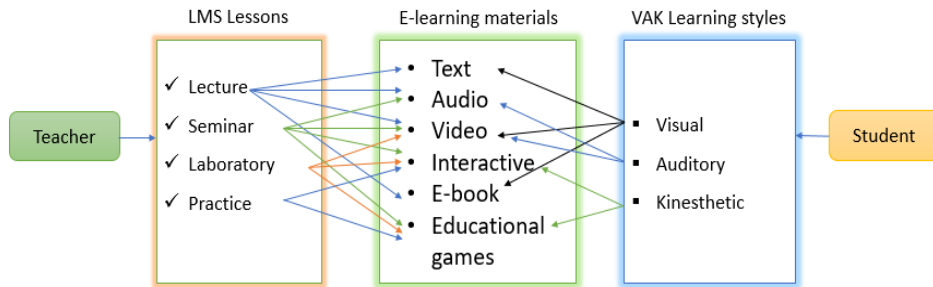 LMS Lessons
E-learning materials
VAK Learning styles
Teacher
✓ Lecture
✓ Seminar
✓ Laboratory
✓ Practice
• Text
• Audio
• Video
• Interactive
• E-book
• Educational
games
▪ Visual
▪ Auditory
▪ Kinesthetic
Student